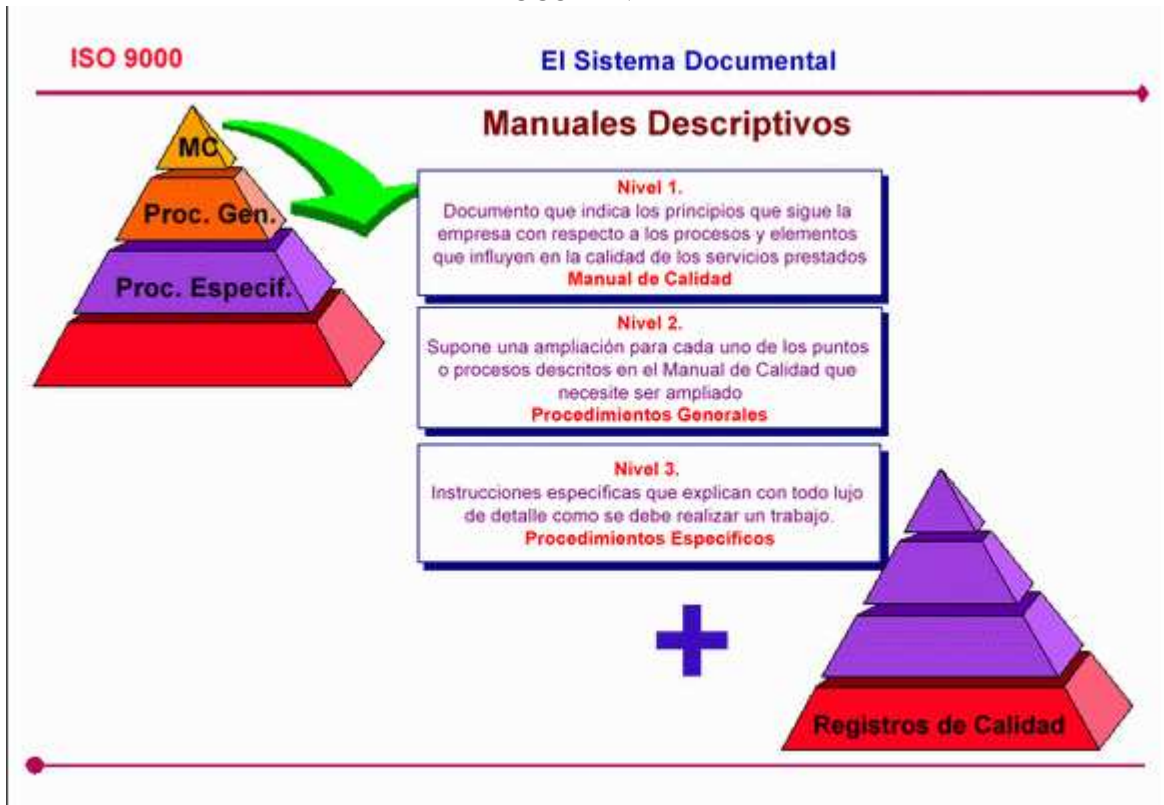 ISO 9000
El Sistema Documental
Manuales Descriptivos
MC
Proc. Gen.
Proc. Especif.
Nivel 1.
Documento que indica los principios que sigue la
empresa con respecto a los procesos y elementos
que influyen en la calidad de los servicios prestados
Manual de Calidad
Nivel 2.
Supone una ampliación para cada uno de los puntos
o procesos descritos en el Manual de Calidad que
necesite ser ampliado
Procedimientos Generales
Nivel 3.
Instrucciones especificas que explican con todo lujo
de detalle como se debe realizar un trabajo.
Procedimientos Específicos
+
Registros de Calidad